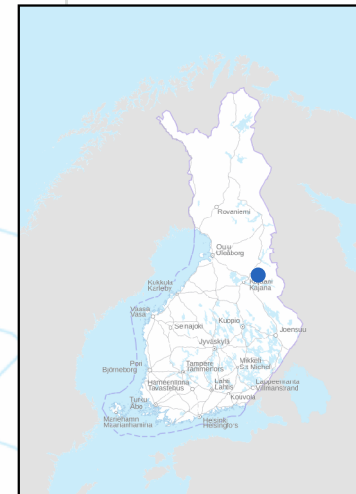 Rovaniemi
Oulu
Uleåborg
Kajaani
Kajana
Kokkola
Karleby
Vaasa
Vasa
Seinäjoki
Kuopio
Joensuu
Jyväskylä
Pori
Björneborg
Tampere
Tammerfors
Mikkeli
S:t Michel
Hämeenlinna
Tavastehus
Lahti
Lahtis
Lappeenranta
Villmanstrand
Kouvola
Turku
Åbo
Helsinki
Helsingfors
Mariehamn
Maarianhamina